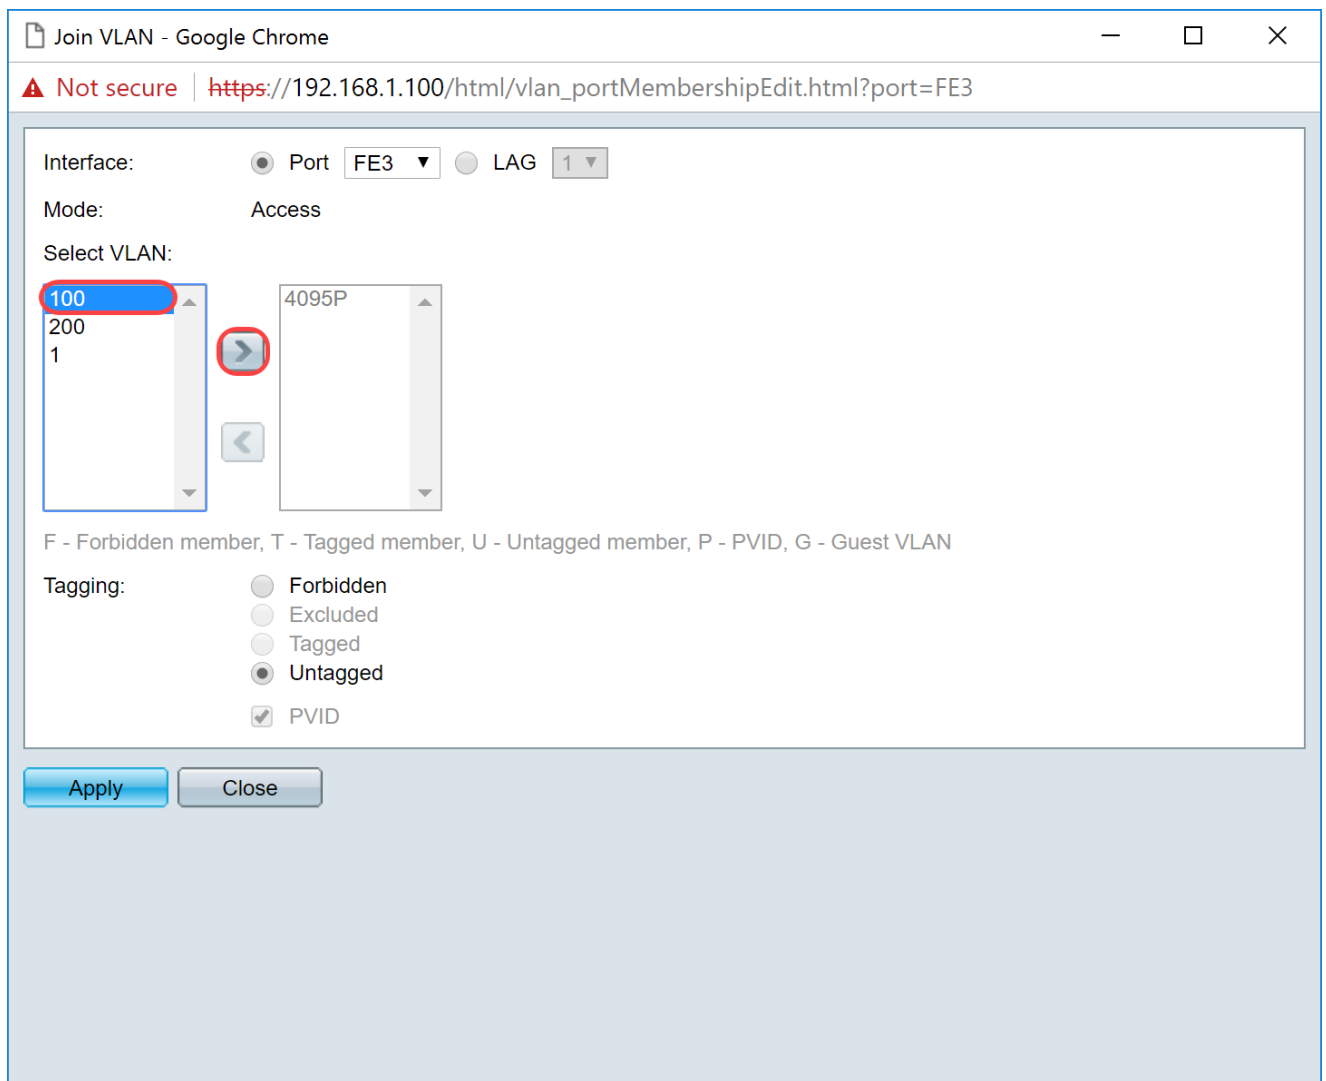 Join VLAN - Google Chrome
Not secure https://192.168.1.100/html/vlan_portMembershipEdit.html?port=FE3
Interface: Port FE3 LAG 1
Mode: Access
Select VLAN:
100 4095P
200
1
F - Forbidden member, T - Tagged member, U - Untagged member, P - PVID, G - Guest VLAN
Tagging: Forbidden
Excluded
Tagged
Untagged
PVID
Apply Close